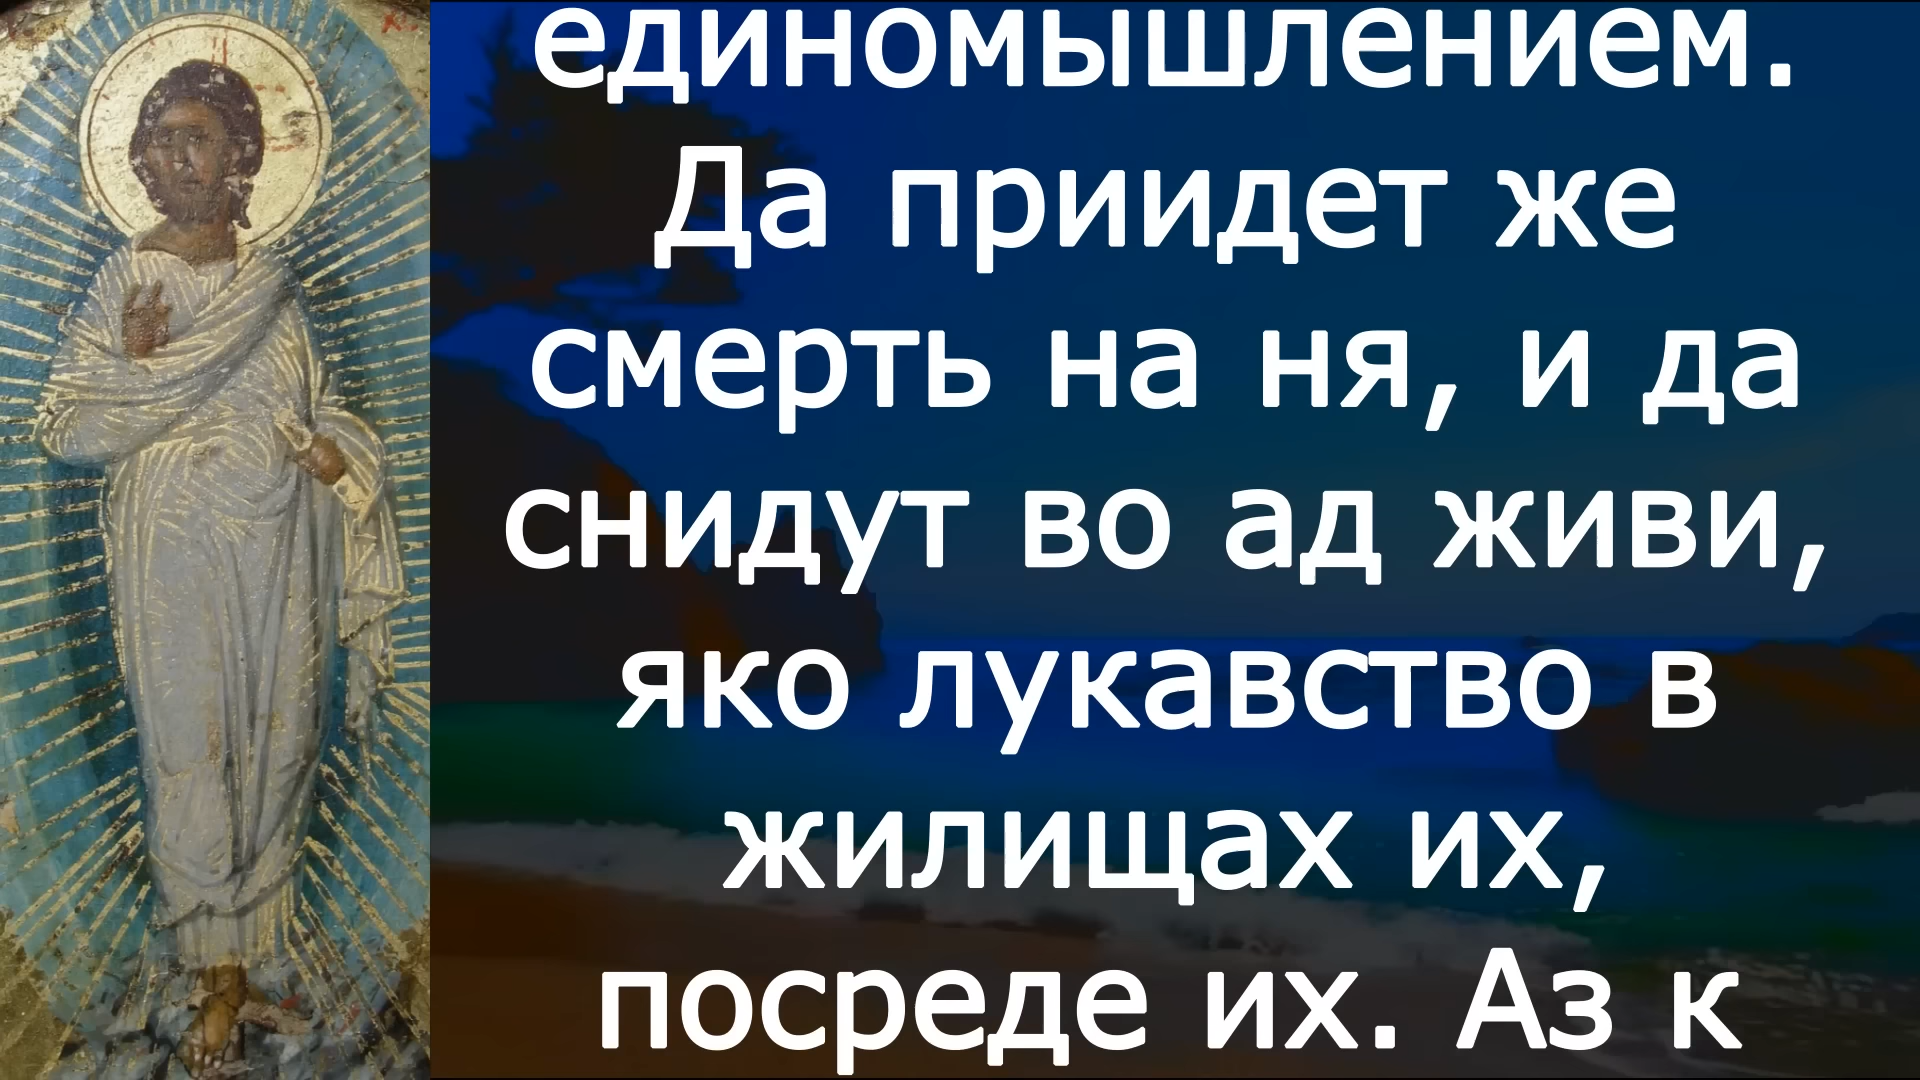 единомышлением.
Да приидет же
смерть на ня, и да
снидут во ад живи,
яко лукавство в
жилищах их,
посреде их. Аз к